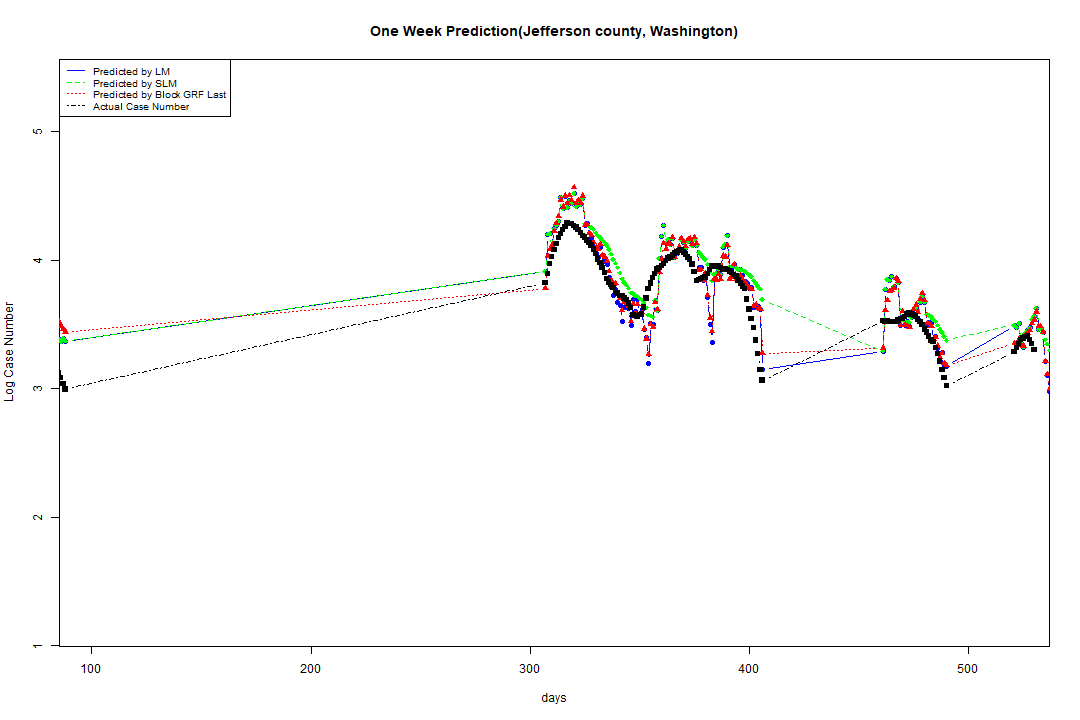 One Week Prediction(Jefferson county, Washington)
Predicted by LM
Predicted by SLM
Predicted by Block GRF Last
Actual Case Number
5
4
3
2
1
Log Case Number
100 200 300 400 500
days